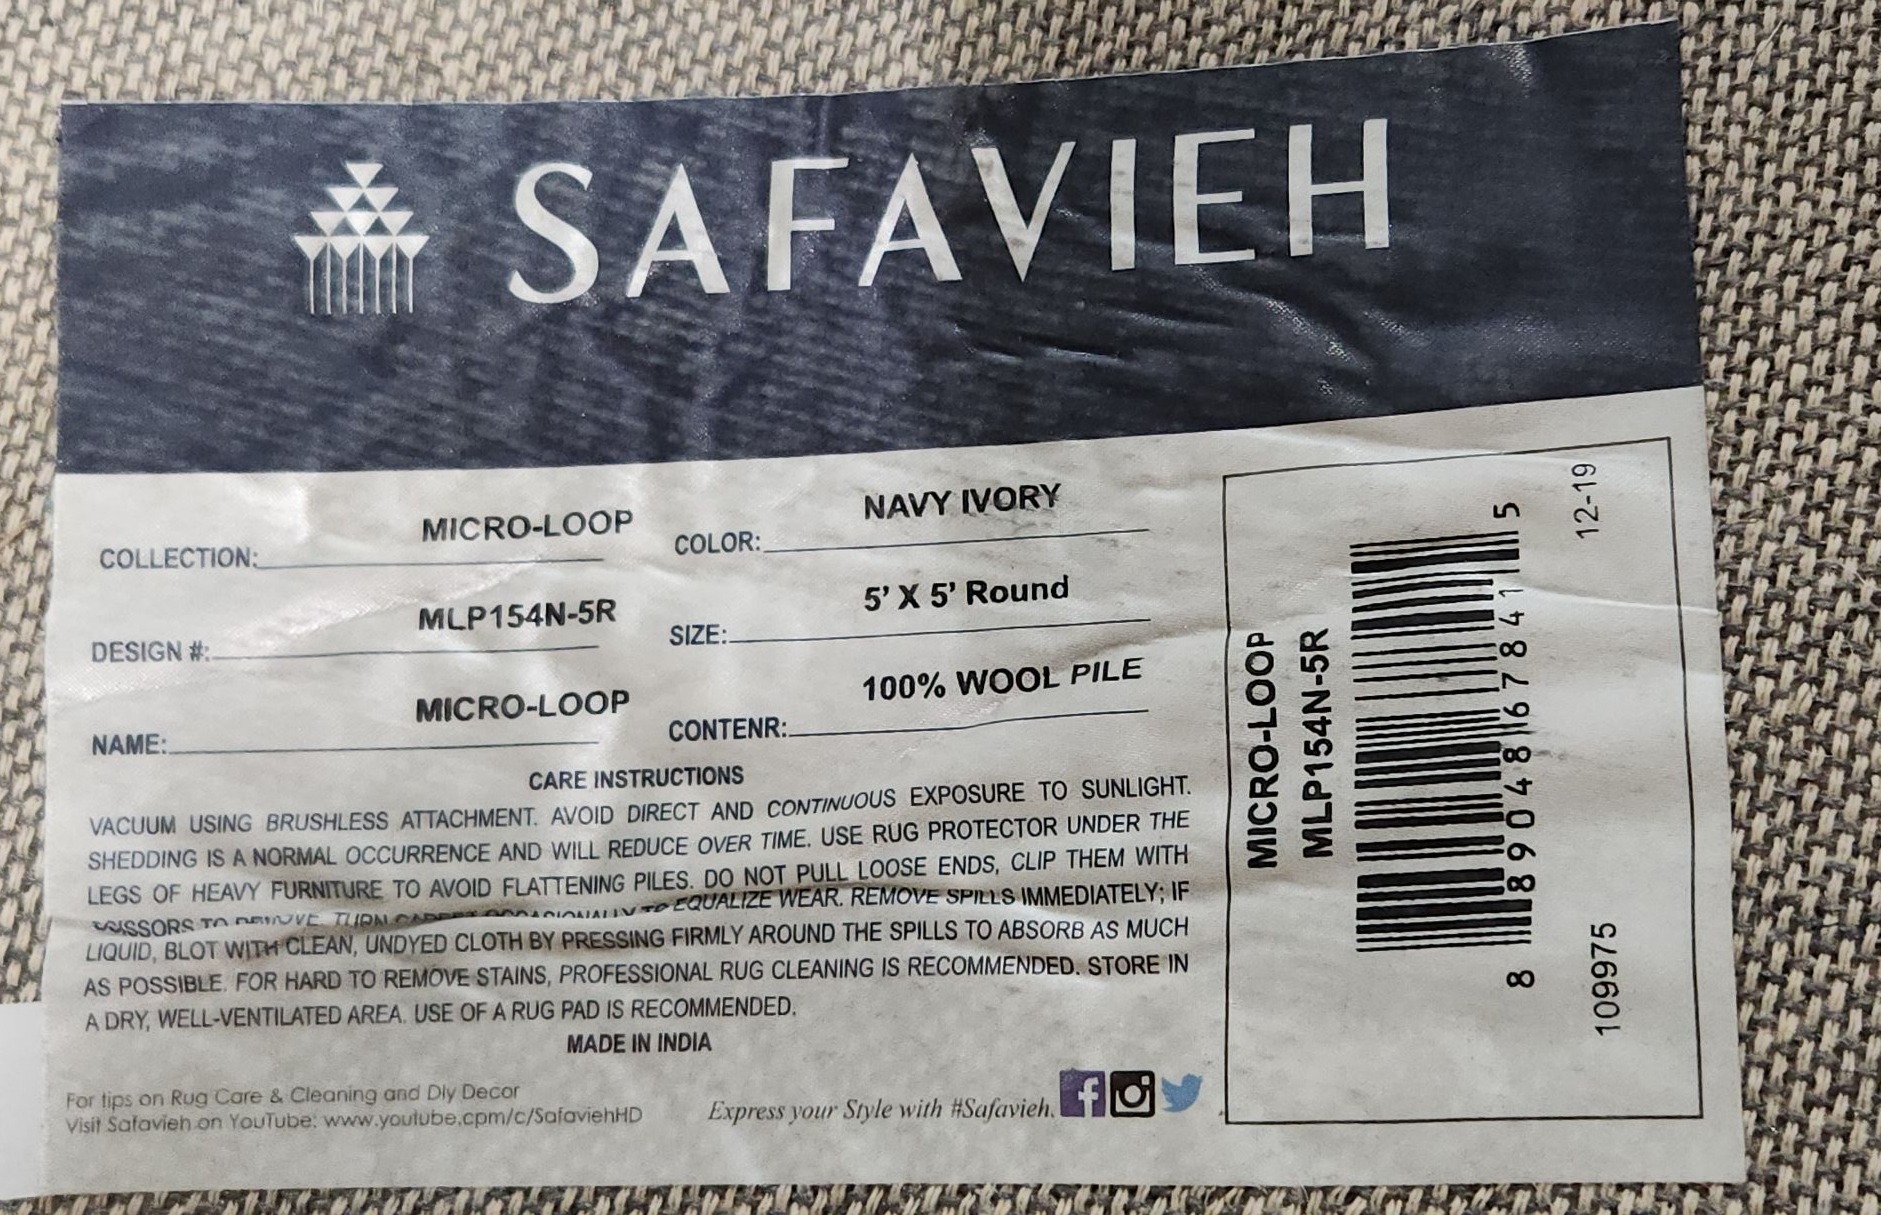 SAFAVIEH
COLLECTION: MICRO-LOOP
COLOR: NAVY IVORY
DESIGN #: MLP154N-5R
SIZE: 5' X 5' Round
NAME: MICRO-LOOP
CONTENR: 100% WOOL PILE
CARE INSTRUCTIONS
VACUUM USING BRUSHLESS ATTACHMENT. AVOID DIRECT AND CONTINUOUS EXPOSURE TO SUNLIGHT.
SHEDDING IS A NORMAL OCCURRENCE AND WILL REDUCE OVER TIME. USE RUG PROTECTOR UNDER THE
LEGS OF HEAVY FURNITURE TO AVOID FLATTENING PILES. DO NOT PULL LOOSE ENDS, CLIP THEM WITH
SCISSORS TO REMOVE. TURN CARPET OCCASIONALLY TO EQUALIZE WEAR. REMOVE SPILLS IMMEDIATELY; IF
LIQUID, BLOT WITH CLEAN, UNDYED CLOTH BY PRESSING FIRMLY AROUND THE SPILLS TO ABSORB AS MUCH
AS POSSIBLE. FOR HARD TO REMOVE STAINS, PROFESSIONAL RUG CLEANING IS RECOMMENDED. STORE IN
A DRY, WELL-VENTILATED AREA. USE OF A RUG PAD IS RECOMMENDED.
MADE IN INDIA
For tips on Rug Care & Cleaning and Diy Decor
Visit Safavieh on YouTube: www.youtube.cpm/c/SafaviehHD
Express your Style with #Safavieh.
MICRO-LOOP
MLP154N-5R
8 89048 67841 5
109975
12-19